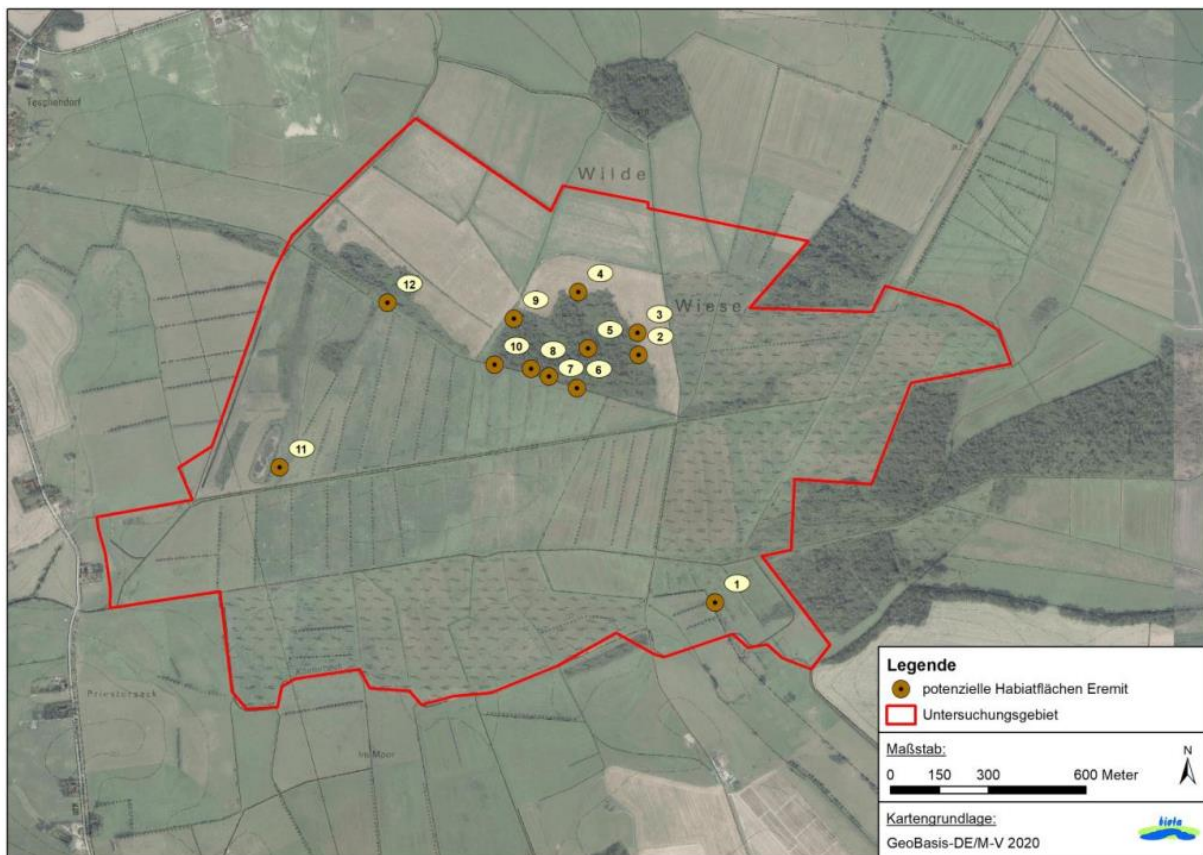 Wilde
12
4
9
Wiese
3
5
2
10
8
7
6
11
1
Priestersack
Im Moor
Legende
potenzielle Habiatflächen Eremit
Untersuchungsgebiet
Maßstab:
0 150 300 600 Meter
N
Kartengrundlage:
GeoBasis-DE/M-V 2020
biota